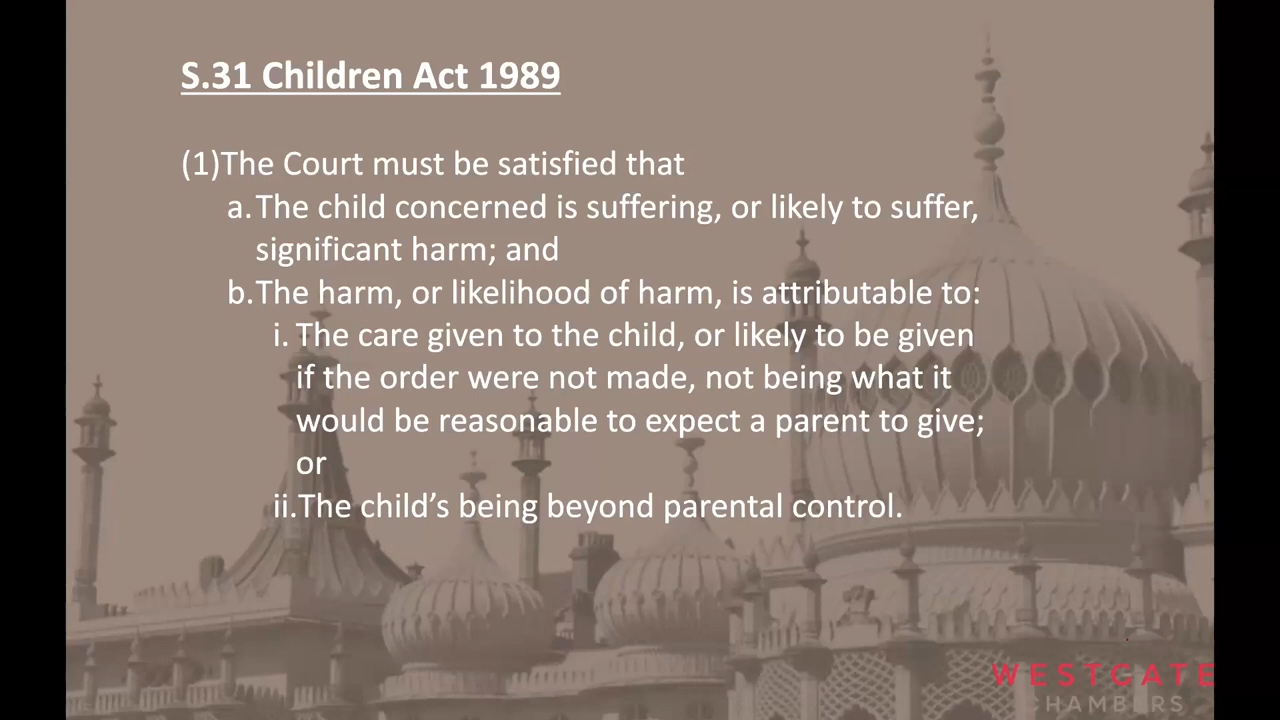 S.31 Children Act 1989
(1)The Court must be satisfied that
a.The child concerned is suffering, or likely to suffer,
significant harm; and
b.The harm, or likelihood of harm, is attributable to:
i. The care given to the child, or likely to be given
if the order were not made, not being what it
would be reasonable to expect a parent to give;
or
ii.The child’s being beyond parental control.
WESTGATE
CHAMBERS